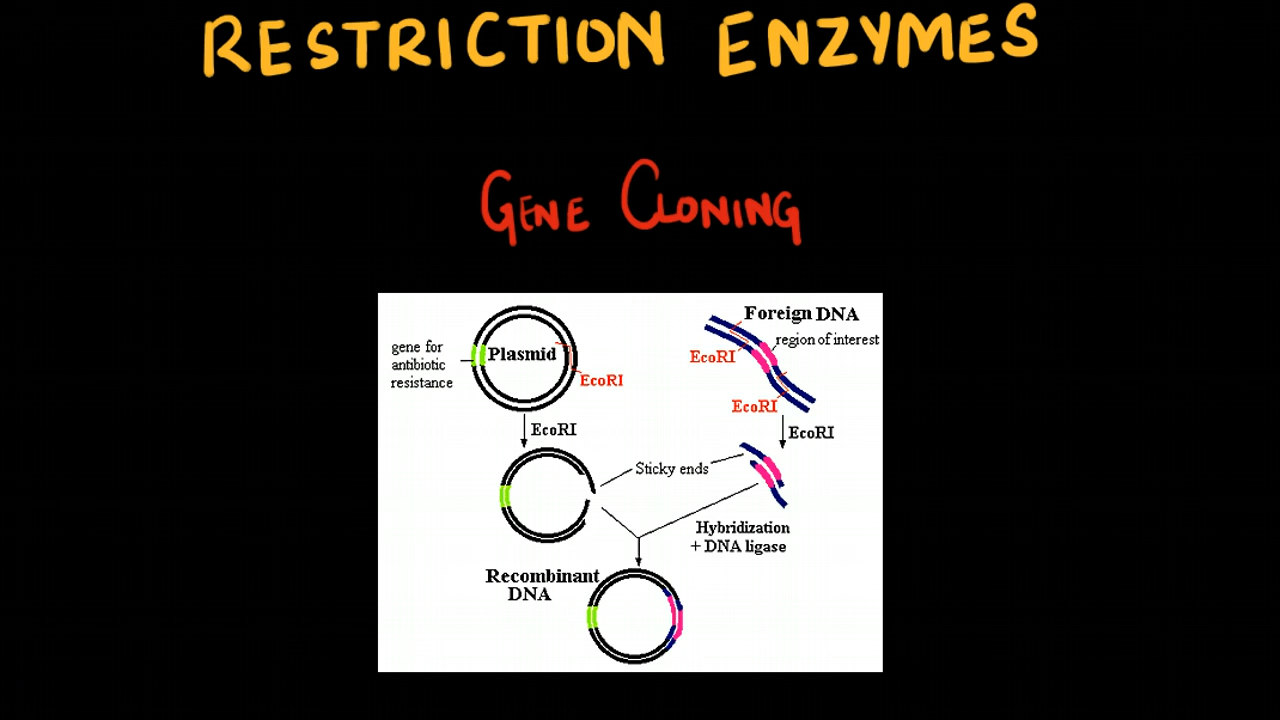 RESTRICTION ENZYMES
GENE CLONING
Foreign DNA
region of interest
gene for
antibiotic
resistance
Plasmid
EcoRI
EcoRI
EcoRI
EcoRI
EcoRI
Sticky ends
Hybridization
+ DNA ligase
Recombinant
DNA